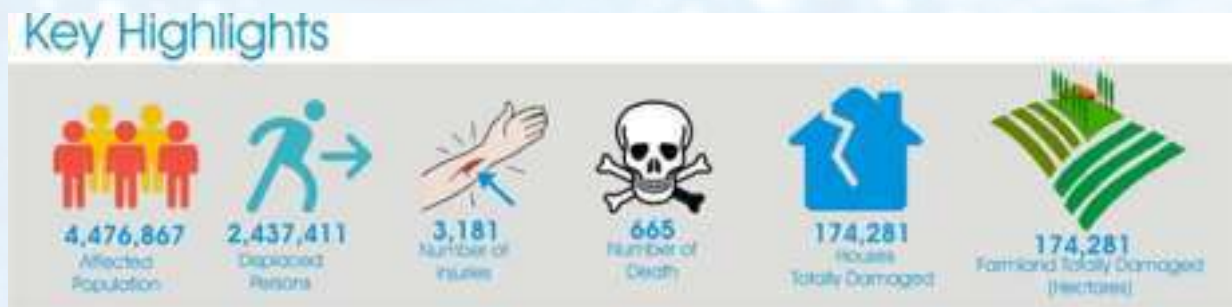 Key Highlights
4,476,867
Affected
Population
2,437,411
Displaced
Persons
3,181
Number of
Injuries
665
Number of
Death
174,281
Houses
Totally Damaged
174,281
Farmland Totally Damaged
(Hectares)